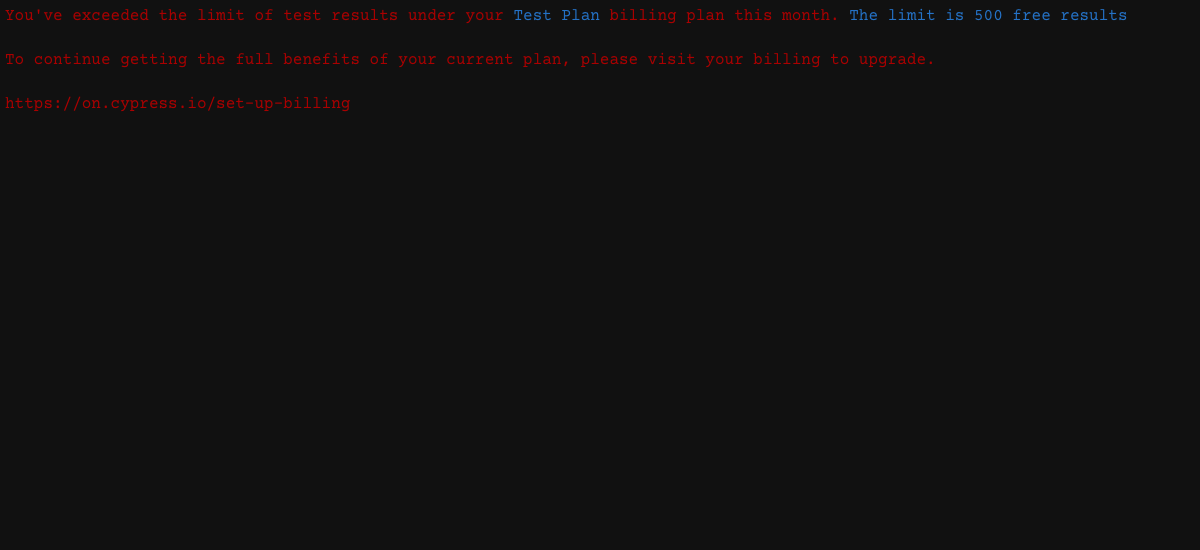 You've exceeded the limit of test results under your Test Plan billing plan this month. The limit is 500 free results
To continue getting the full benefits of your current plan, please visit your billing to upgrade.
https://on.cypress.io/set-up-billing